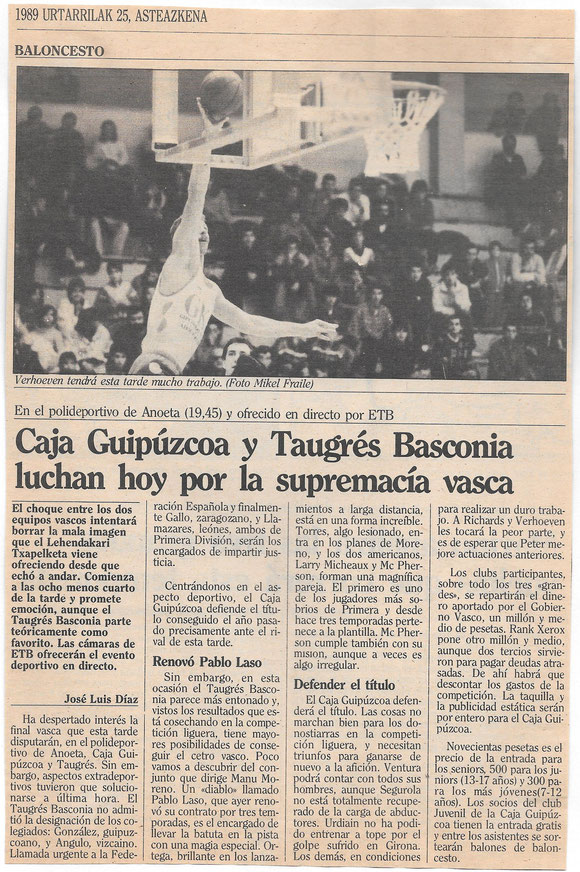 1989 URTARRILAK 25, ASTEAZKENA
BALONCESTO
Verhoeven tendrá esta tarde mucho trabajo. (Foto Mikel Fraile)
En el polideportivo de Anoeta (19,45) y ofrecido en directo por ETB
Caja Guipúzcoa y Taugrés Basconia
luchan hoy por la supremacía vasca
El choque entre los dos
equipos vascos intentará
borrar la mala imagen
que el Lehendakari
Txapelketa viene
ofreciendo desde que
echó a andar. Comienza
a las ocho menos cuarto
de la tarde y promete
emoción, aunque el
Taugrés Basconia parte
teóricamente como
favorito. Las cámaras de
ETB ofrecerán el evento
deportivo en directo.
José Luis Díaz
Ha despertado interés la
final vasca que esta tarde
disputarán, en el polideportivo
de Anoeta, Caja Gui-
púzcoa y Taugrés. Sin em-
bargo, aspectos extradepor-
tivos tuvieron que solucio-
narse a última hora. El
Taugrés Basconia no ad-
mitió la designación de los co-
legiados: González, guipuz-
coano, y Angulo, vizcaino.
Llamada urgente a la Fede-
ración Española y finalmen-
te Gallo, zaragozano, y Lla-
mazares, leónes, ambos de
Primera División, serán los
encargados de impartir jus-
ticia.
Centrándonos en el as-
pecto deportivo, el Caja
Guipúzcoa defiende el títu-
lo conseguido el año pasa-
do precisamente ante el ri-
val de esta tarde.
Renovó Pablo Laso
Sin embargo, en esta
ocasión el Taugrés Basco-
nia parece más entonado y,
vistos los resultados que es-
tá cosechando en la compe-
tición liguera, tiene mayo-
res posibilidades de conse-
guir el cetro vasco. Poco
vamos a descubrir del con-
junto que dirige Manu Mo-
reno. Un «diablo» llamado
Pablo Laso, que ayer reno-
vó su contrato por tres tem-
poradas, es el encargado de
llevar la batuta en la pista
con una magia especial. Or-
tega, brillante en los lanza-
mientos a larga distancia,
está en una forma increíble.
Torres, algo lesionado, en-
tra en los planes de More-
no, y los dos americanos,
Larry Micheaux y Mc Pher-
son, forman una magnífica
pareja. El primero es uno
de los jugadores más so-
brios de Primera y desde
hace tres temporadas perte-
nece a la plantilla. Mc Pher-
son cumple también con su
mision, aunque a veces es
algo irregular.
Defender el título
El Caja Guipúzcoa defen-
derá el título. Las cosas no
marchan bien para los do-
nostiarras en la competi-
ción liguera, y necesitan
triunfos para ganarse de
nuevo a la afición. Ventura
podrá contar con todos sus
hombres, aunque Segurola
no está totalmente recupe-
rado de la carga de abduc-
tores. Urdiain no ha podi-
do entrenar a tope por el
golpe sufrido en Girona.
Los demás, en condiciones
para realizar un duro traba-
jo. A Richards y Verhoeven
les tocará la peor parte, y
es de esperar que Peter me-
jore actuaciones anteriores.
Los clubs participantes,
sobre todo los tres «gran-
des», se repartirán el dine-
ro aportado por el Gobier-
no Vasco, un millón y me-
dio de pesetas. Rank Xerox
pone otro millón y medio,
aunque dos tercios sirvie-
ron para pagar deudas atra-
sadas. De ahí habrá que
descontar los gastos de la
competición. La taquilla y
la publicidad estática serán
por entero para el Caja Gui-
púzcoa.
Novecientas pesetas es el
precio de la entrada para
los seniors, 500 para los ju-
niors (13-17 años) y 300 pa-
ra los más jóvenes(7-12
años). Los socios del club
Juvenil de la Caja Guipúz-
coa tienen la entrada gratis
y entre los asistentes se sor-
tearán balones de balon-
cesto.